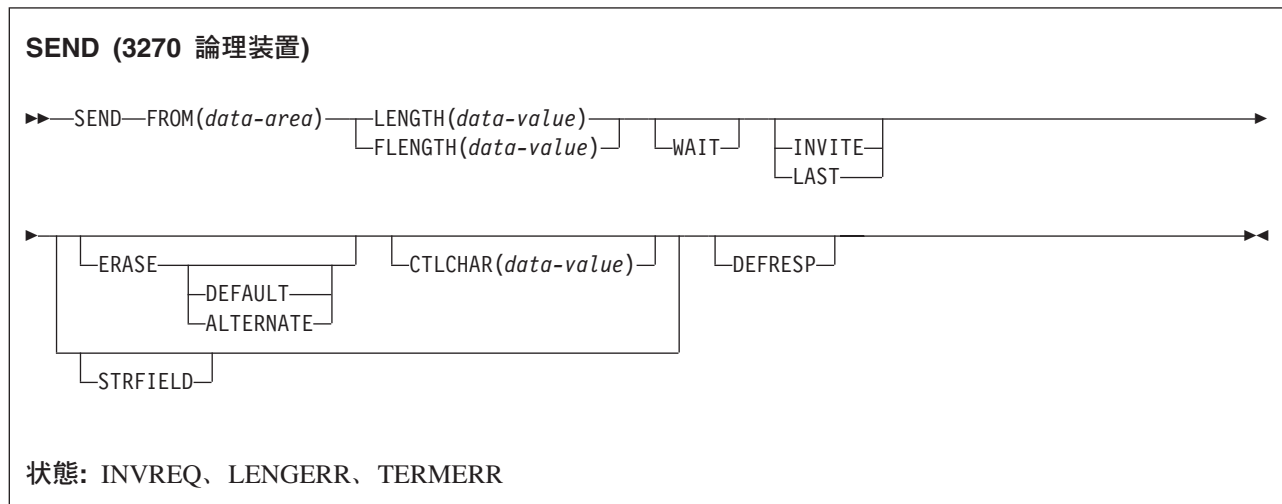 SEND (3270 論理装置)
SEND FROM(data-area) LENGTH(data-value)
FLENGTH(data-value) WAIT INVITE
LAST
ERASE CTLCHAR(data-value) DEFRESP
DEFAULT
ALTERNATE
STRFIELD
状態: INVREQ、LENGERR、TERMERR